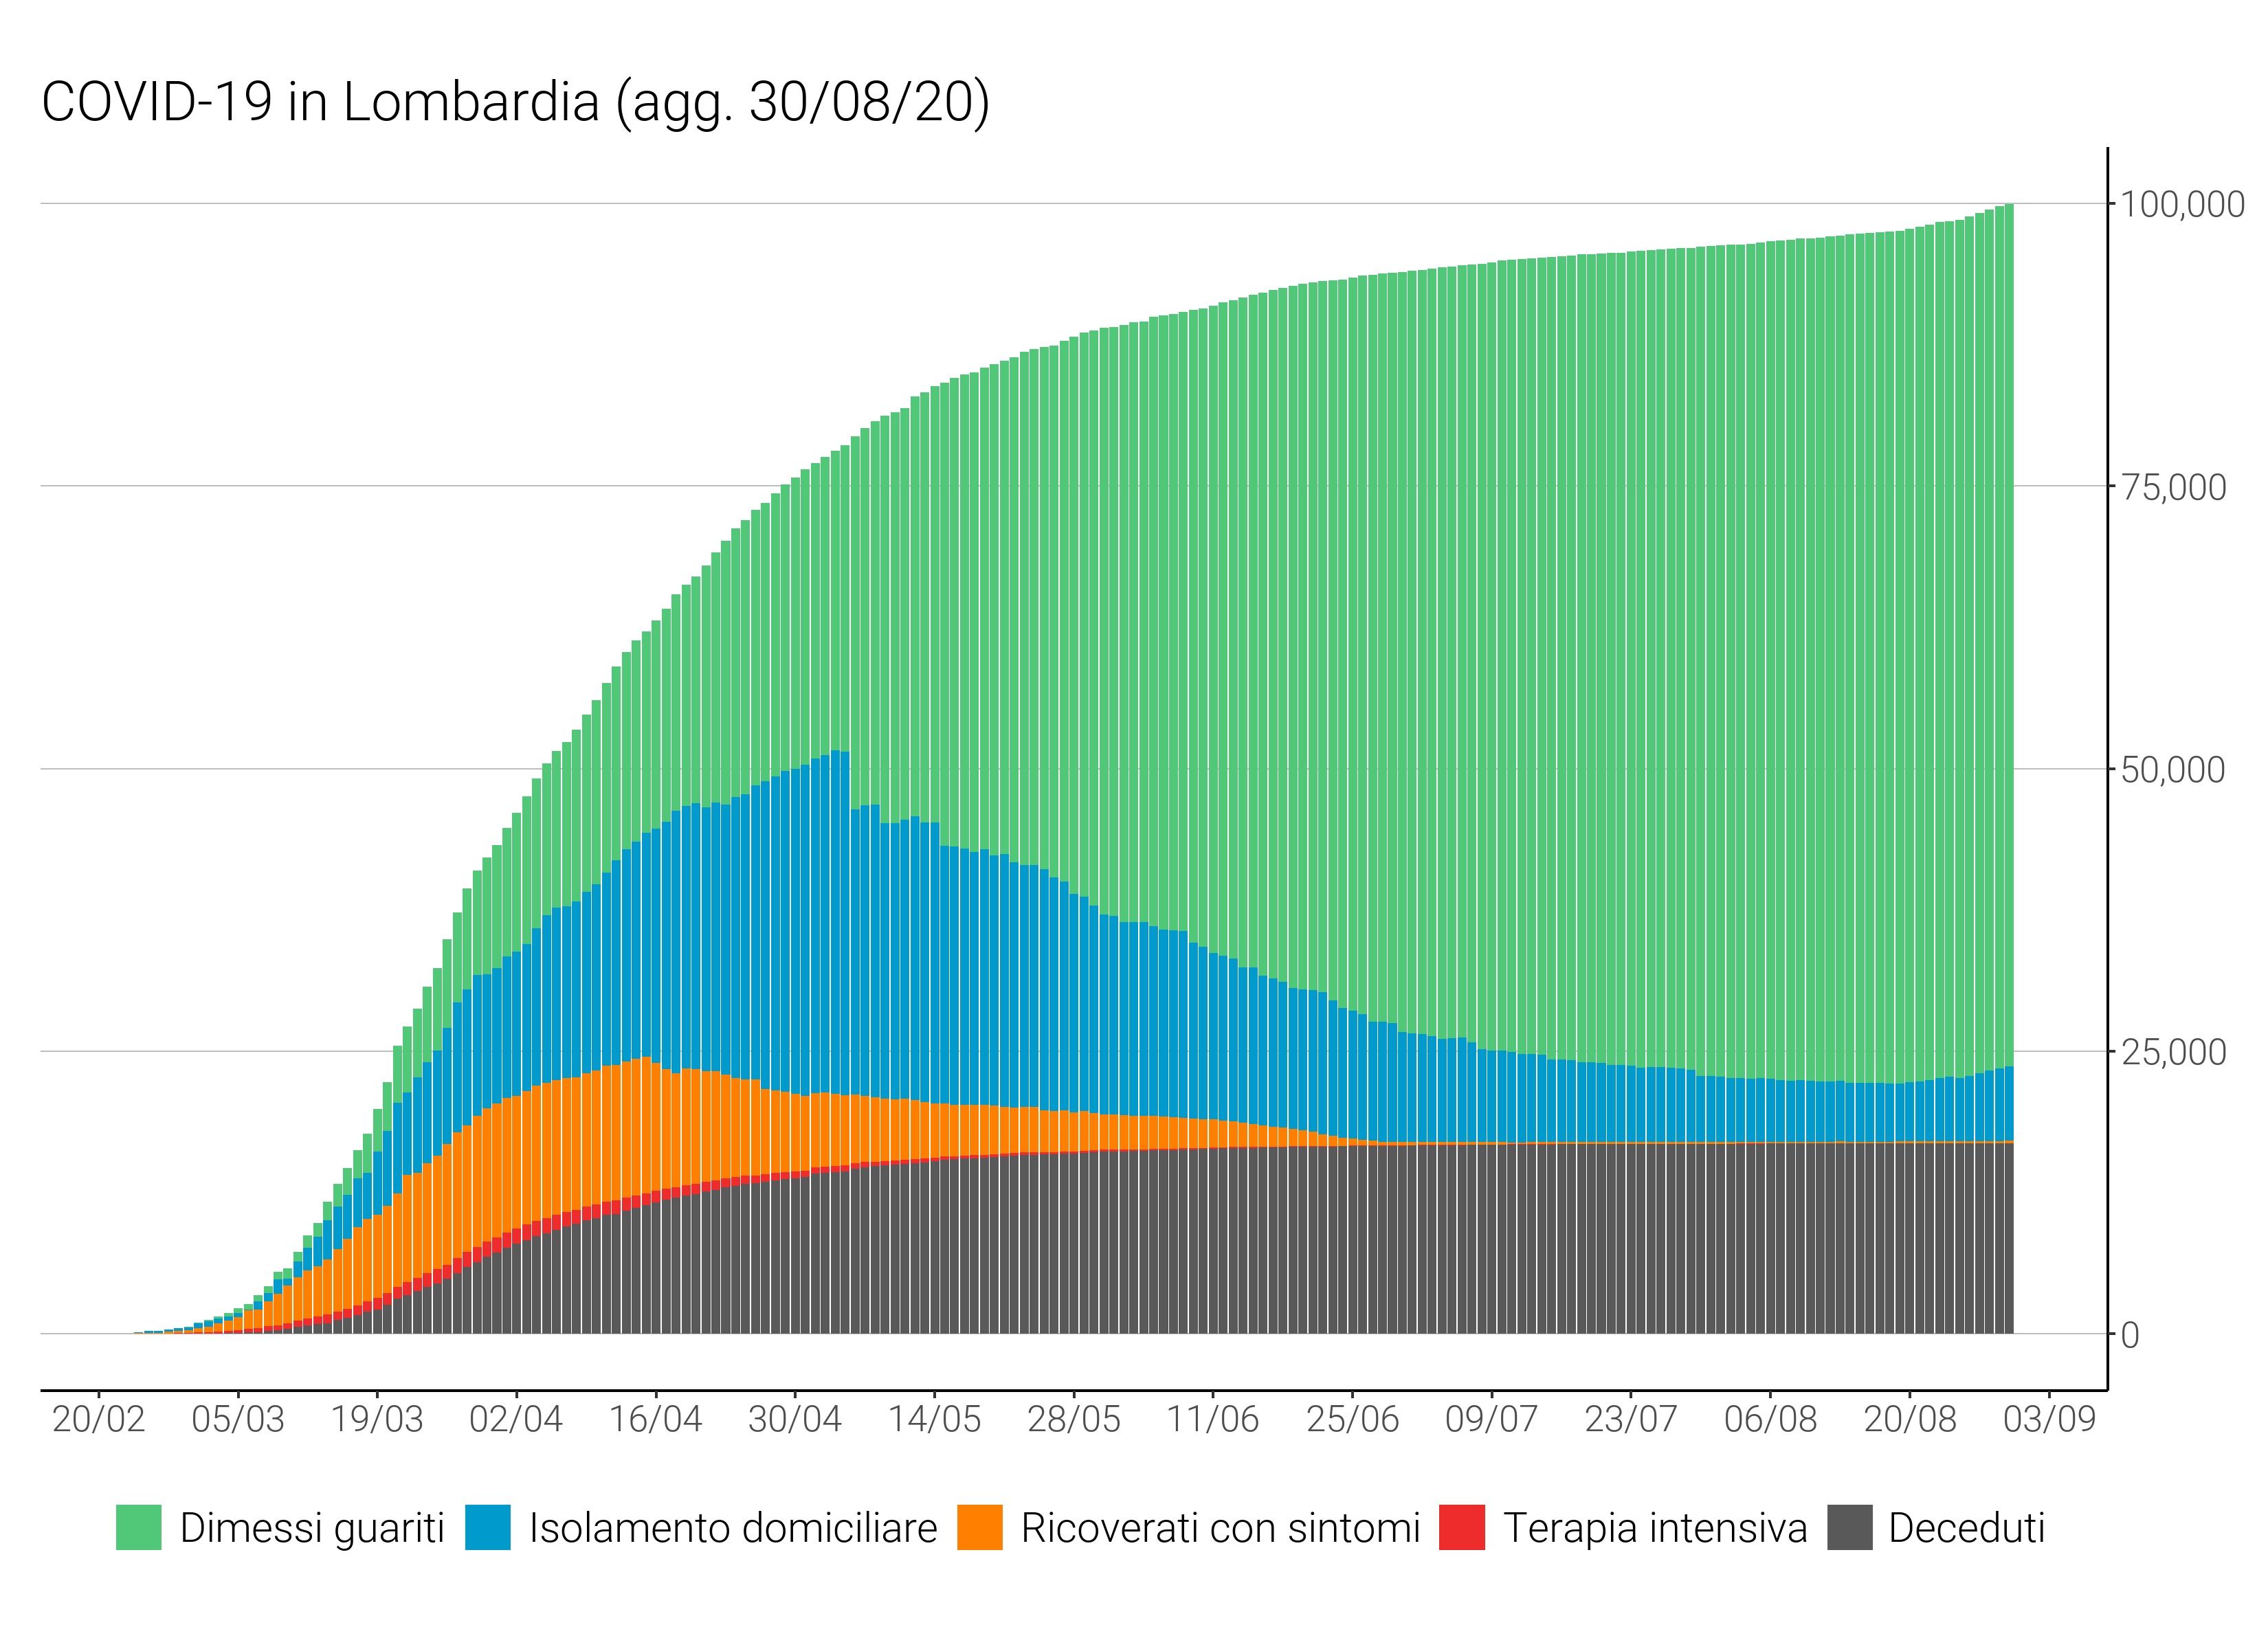 COVID-19 in Lombardia (agg. 30/08/20)
100,000
75,000
50,000
25,000
0
20/02 05/03 19/03 02/04 16/04 30/04 14/05 28/05 11/06 25/06 09/07 23/07 06/08 20/08 03/09
Dimessi guariti Isolamento domiciliare Ricoverati con sintomi Terapia intensiva Deceduti